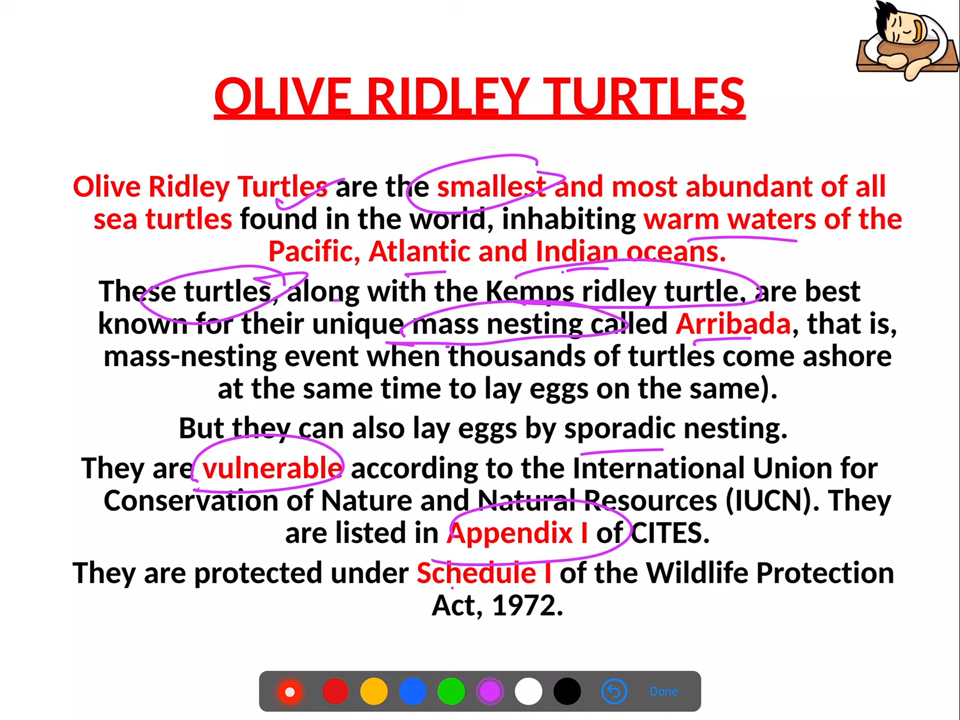 OLIVE RIDLEY TURTLES
Olive Ridley Turtles are the smallest and most abundant of all
sea turtles found in the world, inhabiting warm waters of the
Pacific, Atlantic and Indian oceans.
These turtles, along with the Kemps ridley turtle, are best
known for their unique mass nesting called Arribada, that is,
mass-nesting event when thousands of turtles come ashore
at the same time to lay eggs on the same).
But they can also lay eggs by sporadic nesting.
They are vulnerable according to the International Union for
Conservation of Nature and Natural Resources (IUCN). They
are listed in Appendix I of CITES.
They are protected under Schedule I of the Wildlife Protection
Act, 1972.
Done